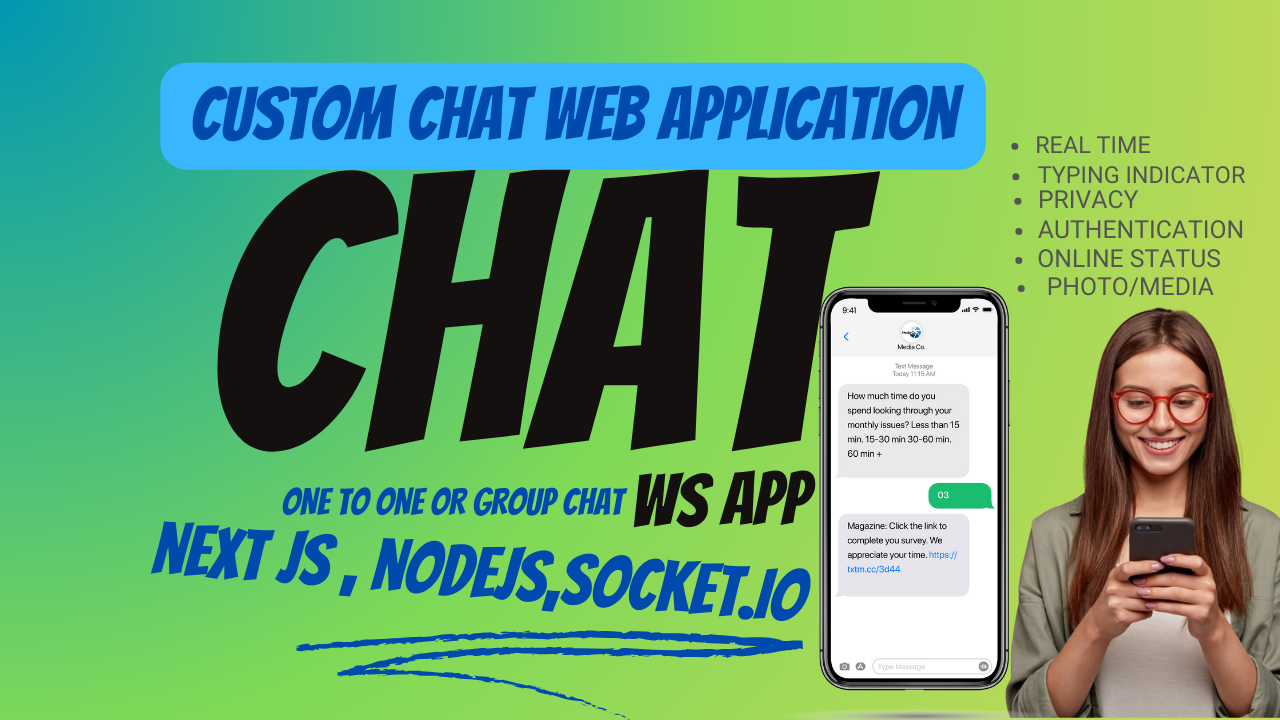 CUSTOM CHAT WEB APPLICATION
CHAT
ONE TO ONE OR GROUP CHAT WS APP
NEXT JS , NODEJS,SOCKET.IO
• REAL TIME
• TYPING INDICATOR
• PRIVACY
• AUTHENTICATION
• ONLINE STATUS
• PHOTO/MEDIA
9:41
Media Co.
Text Message
Today 11:15 AM
How much time do you
spend looking through your
monthly issues? Less than 15
min. 15-30 min 30-60 min.
60 min +
03
Magazine: Click the link to
complete you survey. We
appreciate your time. https://
txtm.cc/3d44
Type Message